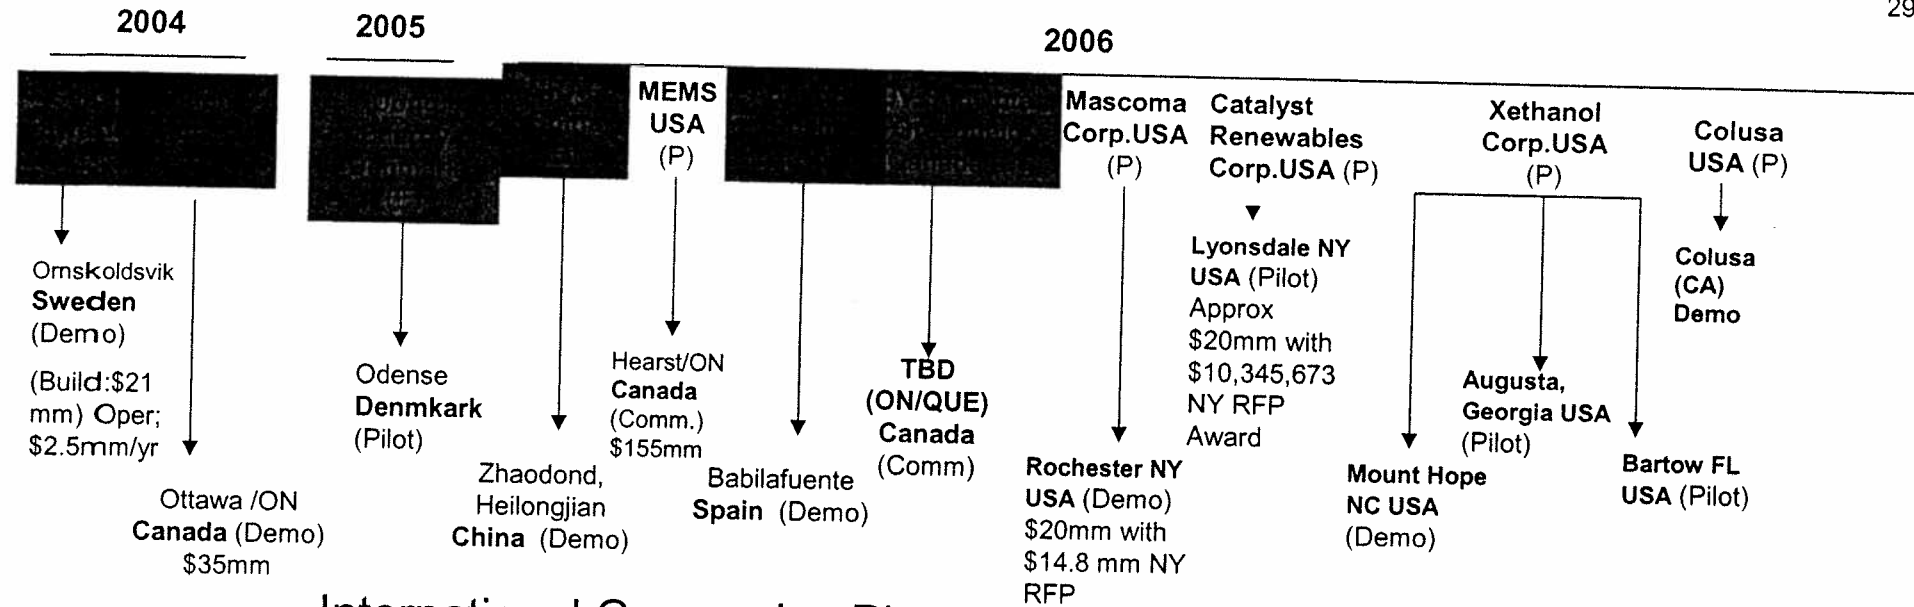 29
2004
2005
2006
MEMS
USA
(P)
Mascoma
Corp.USA
(P)
Catalyst
Renewables
Corp.USA (P)
Xethanol
Corp.USA
(P)
Colusa
USA (P)
Ornskoldsvik
Sweden
(Demo)
(Build:$21
mm) Oper;
$2.5mm/yr
Ottawa /ON
Canada (Demo)
$35mm
Odense
Denmkark
(Pilot)
Zhaodond,
Heilongjian
China (Demo)
Hearst/ON
Canada
(Comm.)
$155mm
Babilafuente
Spain (Demo)
TBD
(ON/QUE)
Canada
(Comm)
Rochester NY
USA (Demo)
$20mm with
$14.8 mm NY
RFP
Lyonsdale NY
USA (Pilot)
Approx
$20mm with
$10,345,673
NY RFP
Award
Mount Hope
NC USA
(Demo)
Augusta,
Georgia USA
(Pilot)
Bartow FL
USA (Pilot)
Colusa
(CA)
Demo
International